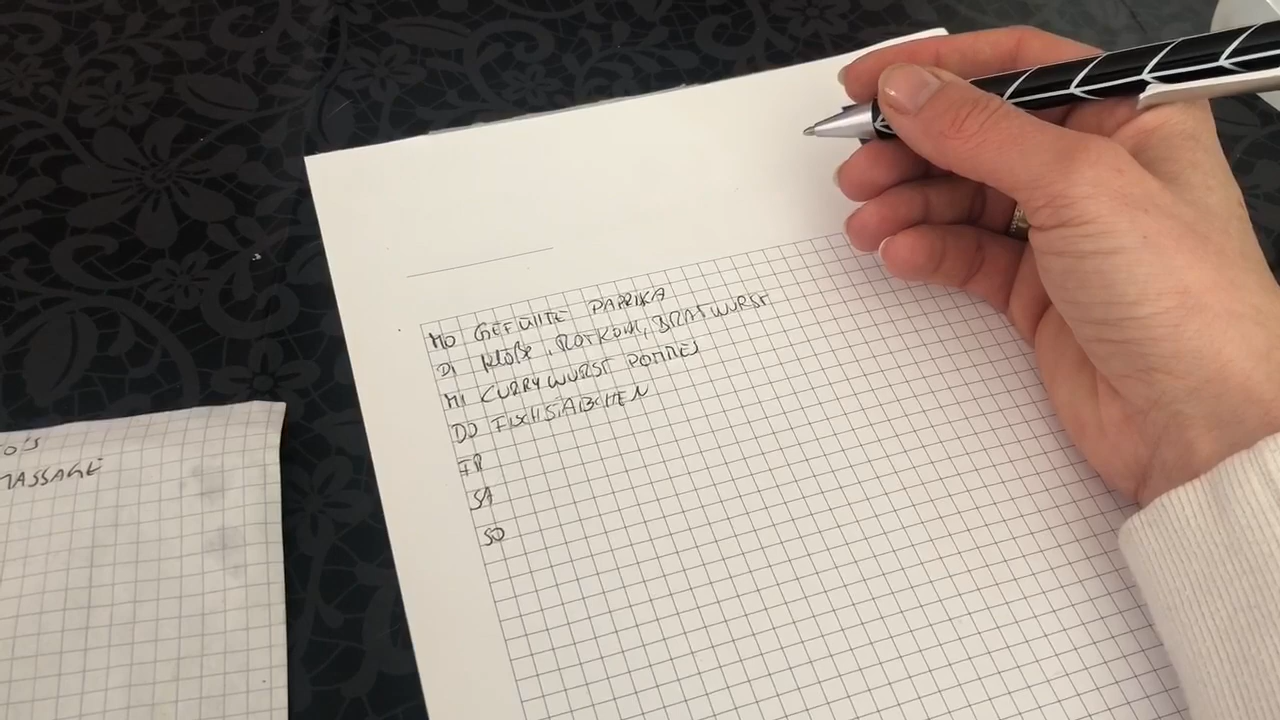 MO GEFÜLLTE PAPRIKA
DI KLÖßE, ROTKOHL, BRATWURST
MI CURRYWURST POMMES
DO FISCHSTÄBCHEN
FR
SA
SO
MASSAGE